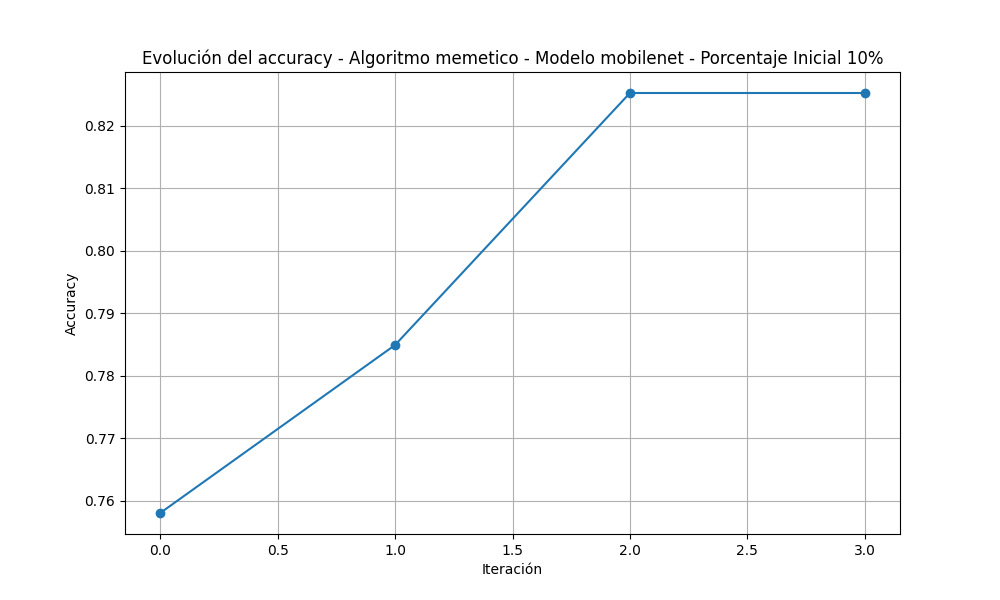 Evolución del accuracy - Algoritmo memetico - Modelo mobilenet - Porcentaje Inicial 10%
Accuracy
0.82
0.81
0.80
0.79
0.78
0.77
0.76
0.0 0.5 1.0 1.5 2.0 2.5 3.0
Iteración